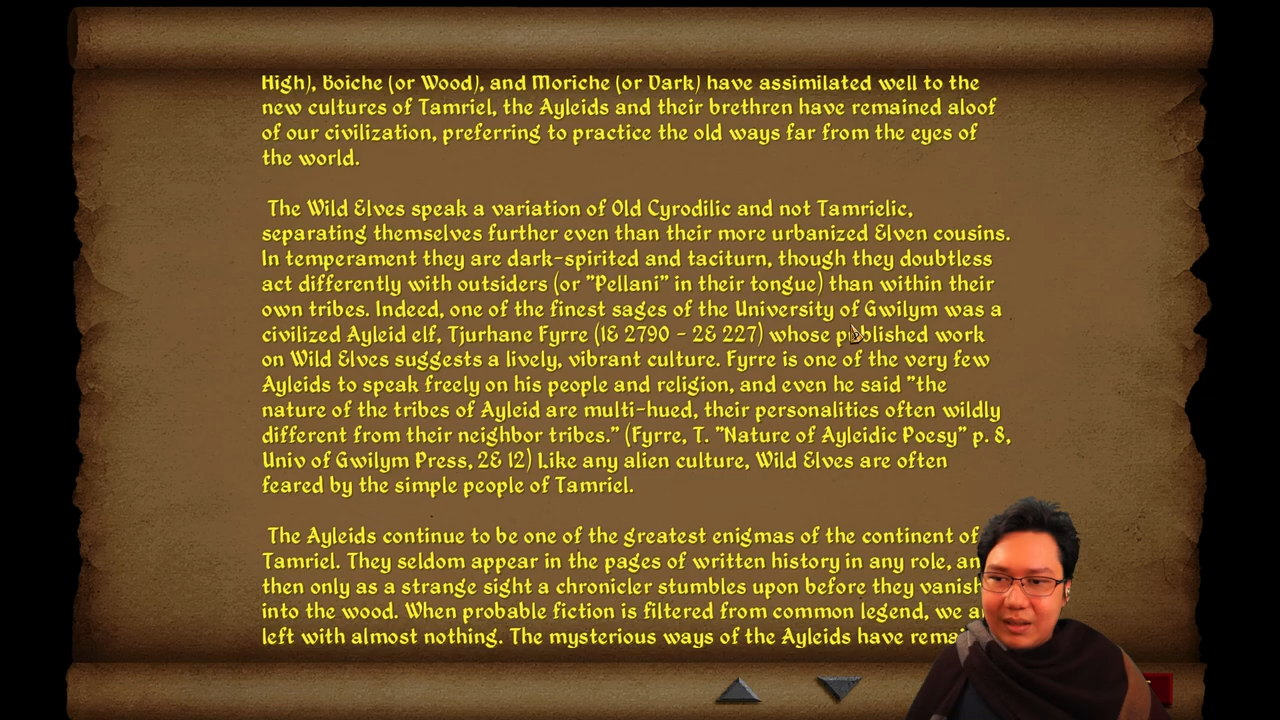 High), Boiche (or Wood), and Moriche (or Dark) have assimilated well to the
new cultures of Tamriel, the Ayleids and their brethren have remained aloof
of our civilization, preferring to practice the old ways far from the eyes of
the world.
The Wild Elves speak a variation of Old Cyrodilic and not Tamrielic,
separating themselves further even than their more urbanized Elven cousins.
In temperament they are dark-spirited and taciturn, though they doubtless
act differently with outsiders (or "Pellani" in their tongue) than within their
own tribes. Indeed, one of the finest sages of the University of Gwilym was a
civilized Ayleid elf, Tjurhane Fyrre (1E 2790 - 2E 227) whose published work
on Wild Elves suggests a lively, vibrant culture. Fyrre is one of the very few
Ayleids to speak freely on his people and religion, and even he said "the
nature of the tribes of Ayleid are multi-hued, their personalities often wildly
different from their neighbor tribes." (Fyrre, T. "Nature of Ayleidic Poesy" p. 8,
Univ of Gwilym Press, 2E 12) Like any alien culture, Wild Elves are often
feared by the simple people of Tamriel.
The Ayleids continue to be one of the greatest enigmas of the continent of
Tamriel. They seldom appear in the pages of written history in any role, an
then only as a strange sight a chronicler stumbles upon before they vanish
into the wood. When probable fiction is filtered from common legend, we a
left with almost nothing. The mysterious ways of the Ayleids have remai